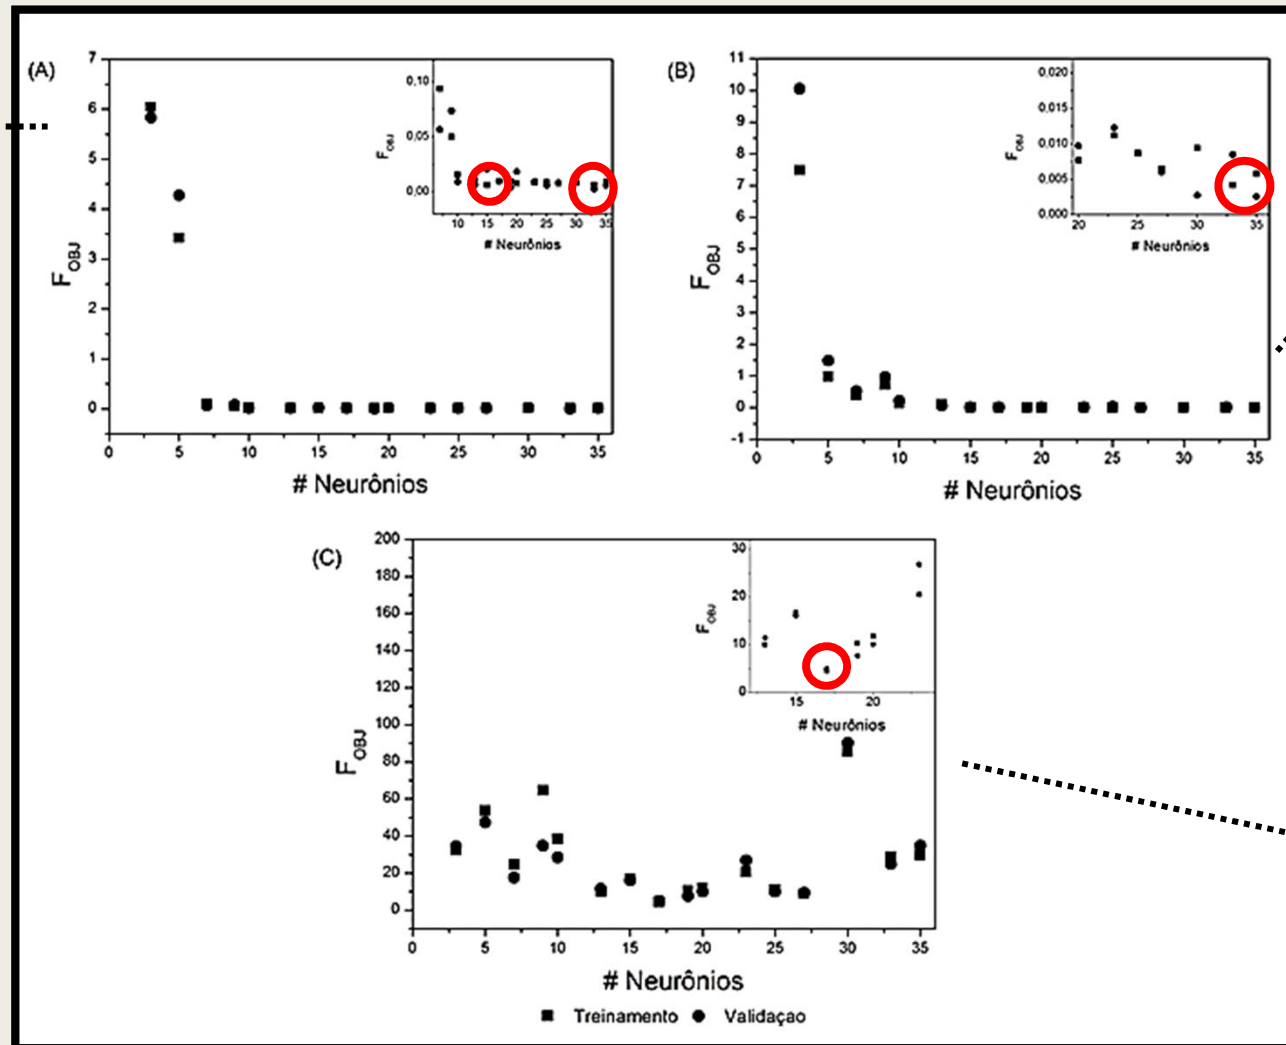 (A)
7
6
5
4
3
2
1
0
F_OBJ
0 5 10 15 20 25 30 35
# Neurônios
0,10
0,05
0,00
F_OBJ
10 15 20 25 30 35
# Neurônios
(B)
11
10
9
8
7
6
5
4
3
2
1
0
-1
F_OBJ
0 5 10 15 20 25 30 35
# Neurônios
0,020
0,015
0,010
0,005
0,000
F_OBJ
20 25 30 35
# Neurônios
(C)
200
180
160
140
120
100
80
60
40
20
0
F_OBJ
0 5 10 15 20 25 30 35
# Neurônios
30
20
10
0
F_OBJ
15 20
# Neurônios
Treinamento Validaçao